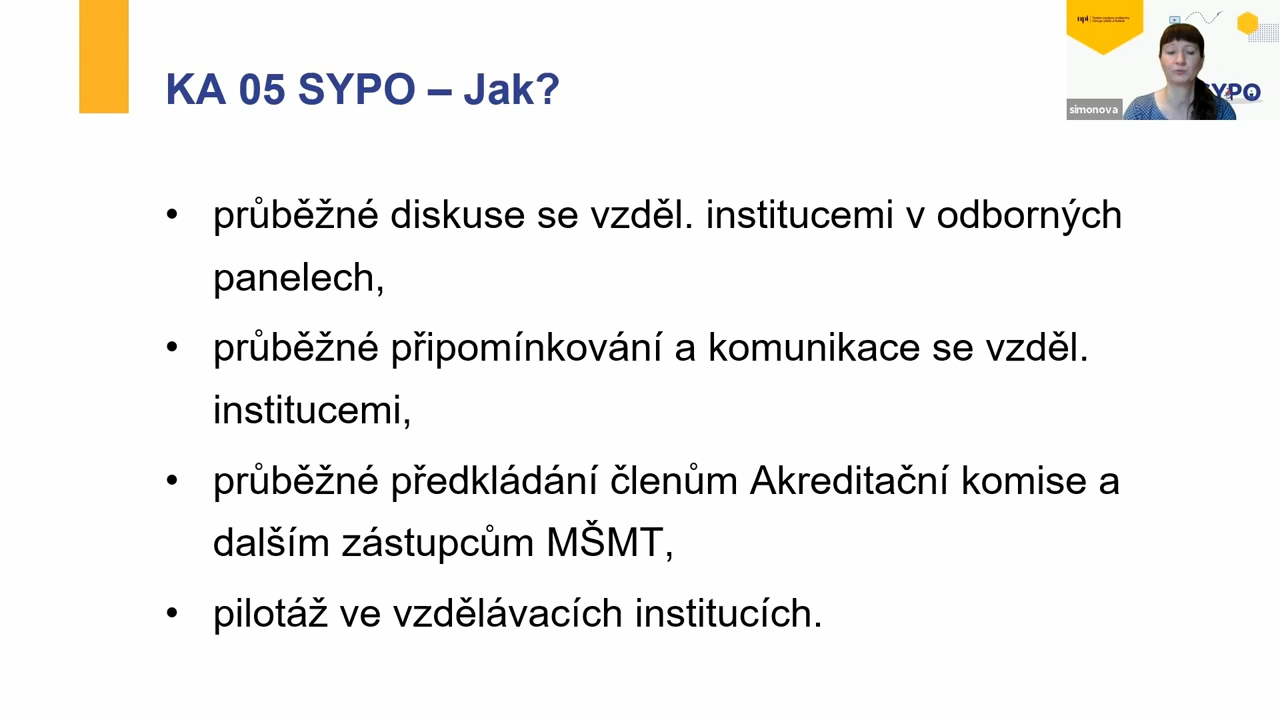 KA 05 SYPO – Jak?
npi
simonova
SYPO
• průběžné diskuse se vzděl. institucemi v odborných
panelech,
• průběžné připomínkování a komunikace se vzděl.
institucemi,
• průběžné předkládání členům Akreditační komise a
dalším zástupcům MŠMT,
• pilotáž ve vzdělávacích institucích.